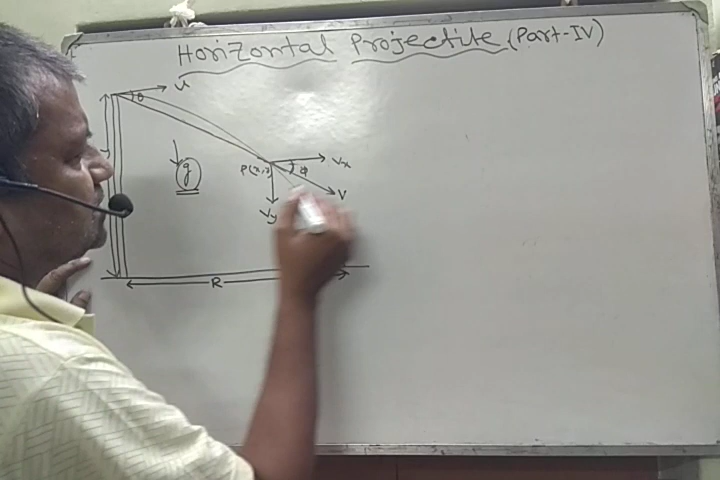 Horizontal Projectile (Part-IV)
θ u
P(x,y) φ Vx
g
V
Vy
R